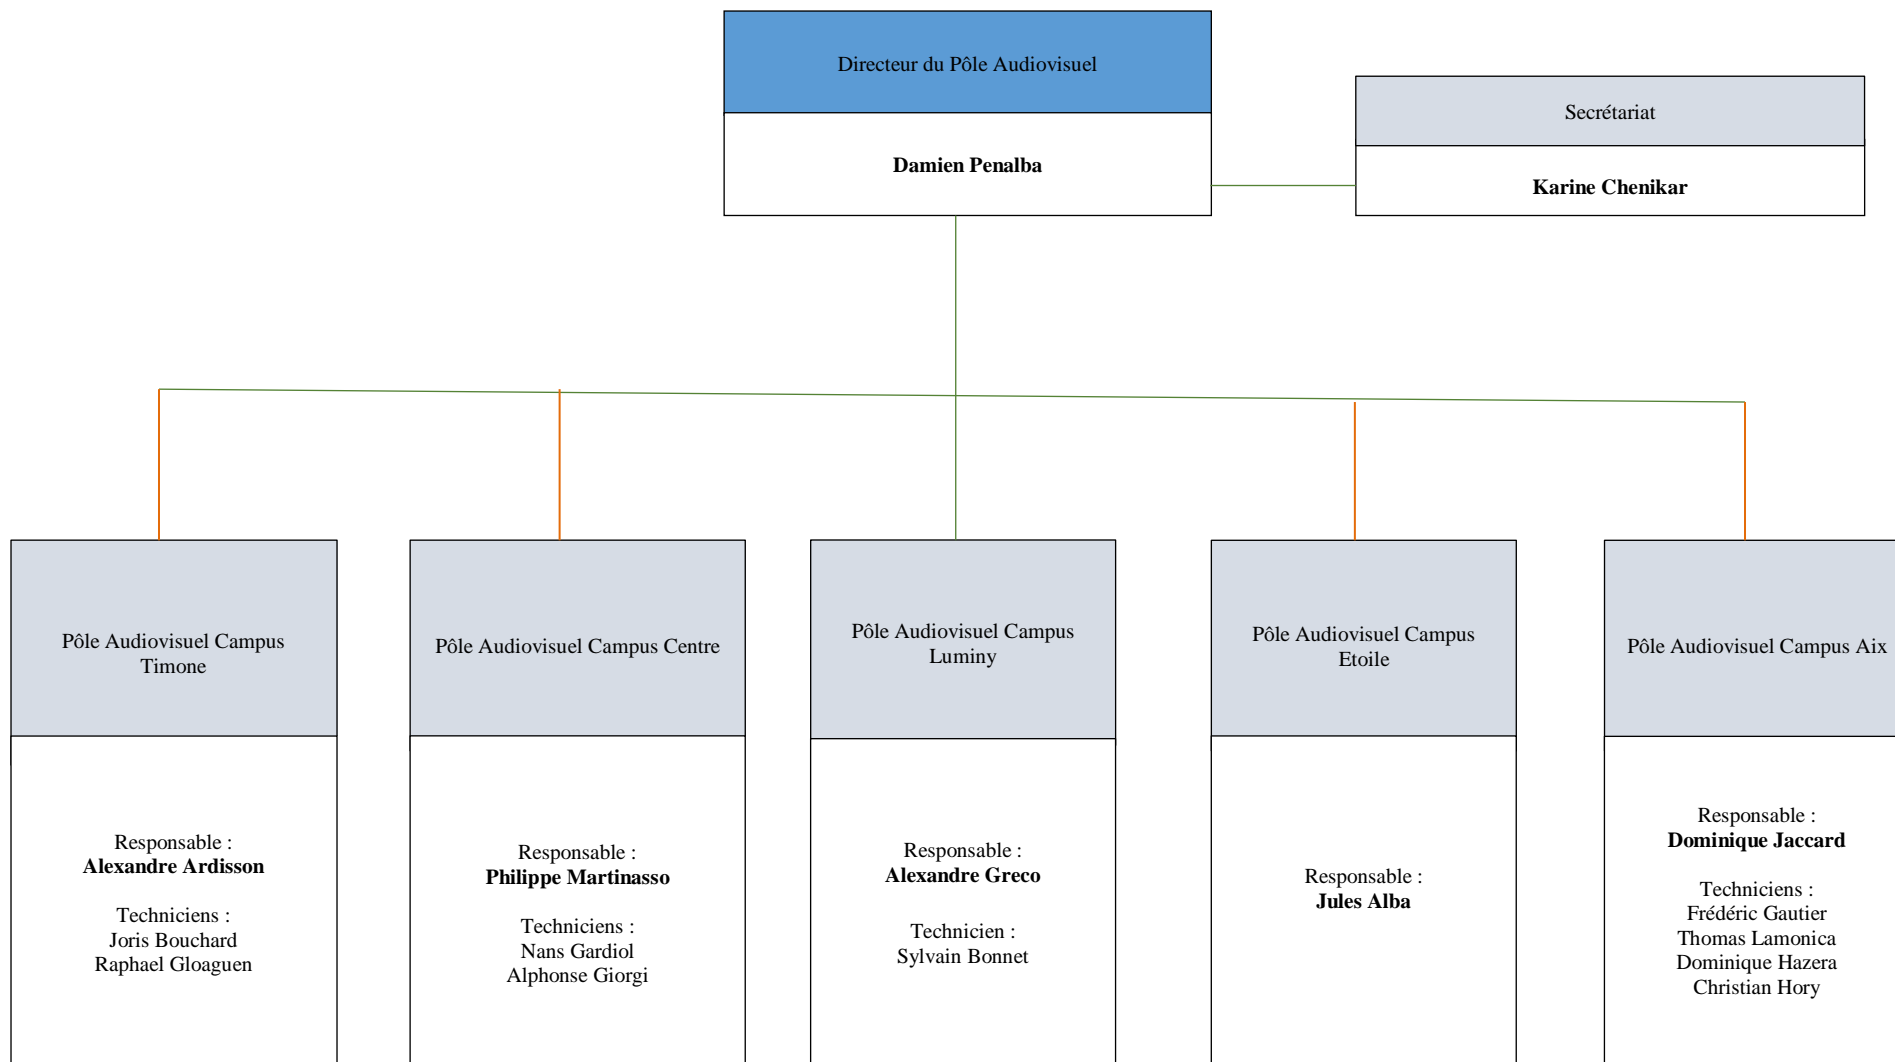 Directeur du Pôle Audiovisuel
Damien Penalba
Secrétariat
Karine Chenikar
Pôle Audiovisuel Campus
Timone
Responsable :
Alexandre Ardisson
Techniciens :
Joris Bouchard
Raphael Gloaguen
Pôle Audiovisuel Campus Centre
Responsable :
Philippe Martinasso
Techniciens :
Nans Gardiol
Alphonse Giorgi
Pôle Audiovisuel Campus
Luminy
Responsable :
Alexandre Greco
Technicien :
Sylvain Bonnet
Pôle Audiovisuel Campus
Etoile
Responsable :
Jules Alba
Pôle Audiovisuel Campus Aix
Responsable :
Dominique Jaccard
Techniciens :
Frédéric Gautier
Thomas Lamonica
Dominique Hazera
Christian Hory